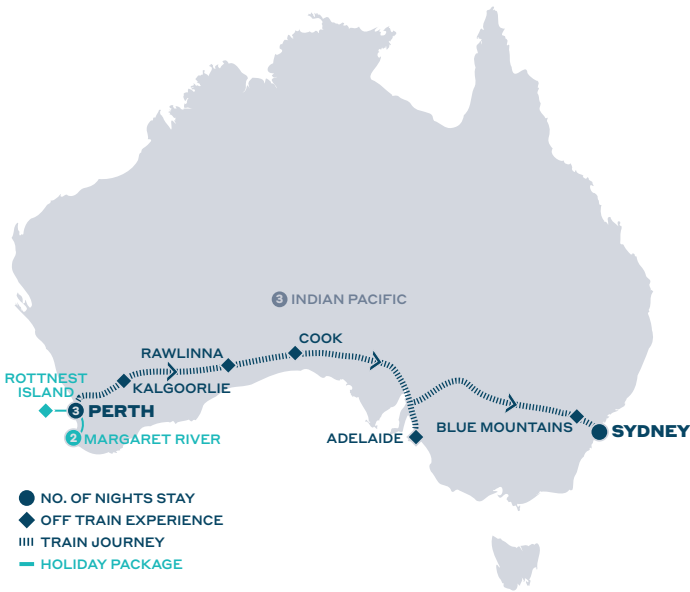 3 INDIAN PACIFIC
COOK
RAWLINNA
KALGOORLIE
ROTTNEST
ISLAND
3 PERTH
2 MARGARET RIVER
ADELAIDE
BLUE MOUNTAINS
SYDNEY
NO. OF NIGHTS STAY
OFF TRAIN EXPERIENCE
TRAIN JOURNEY
HOLIDAY PACKAGE